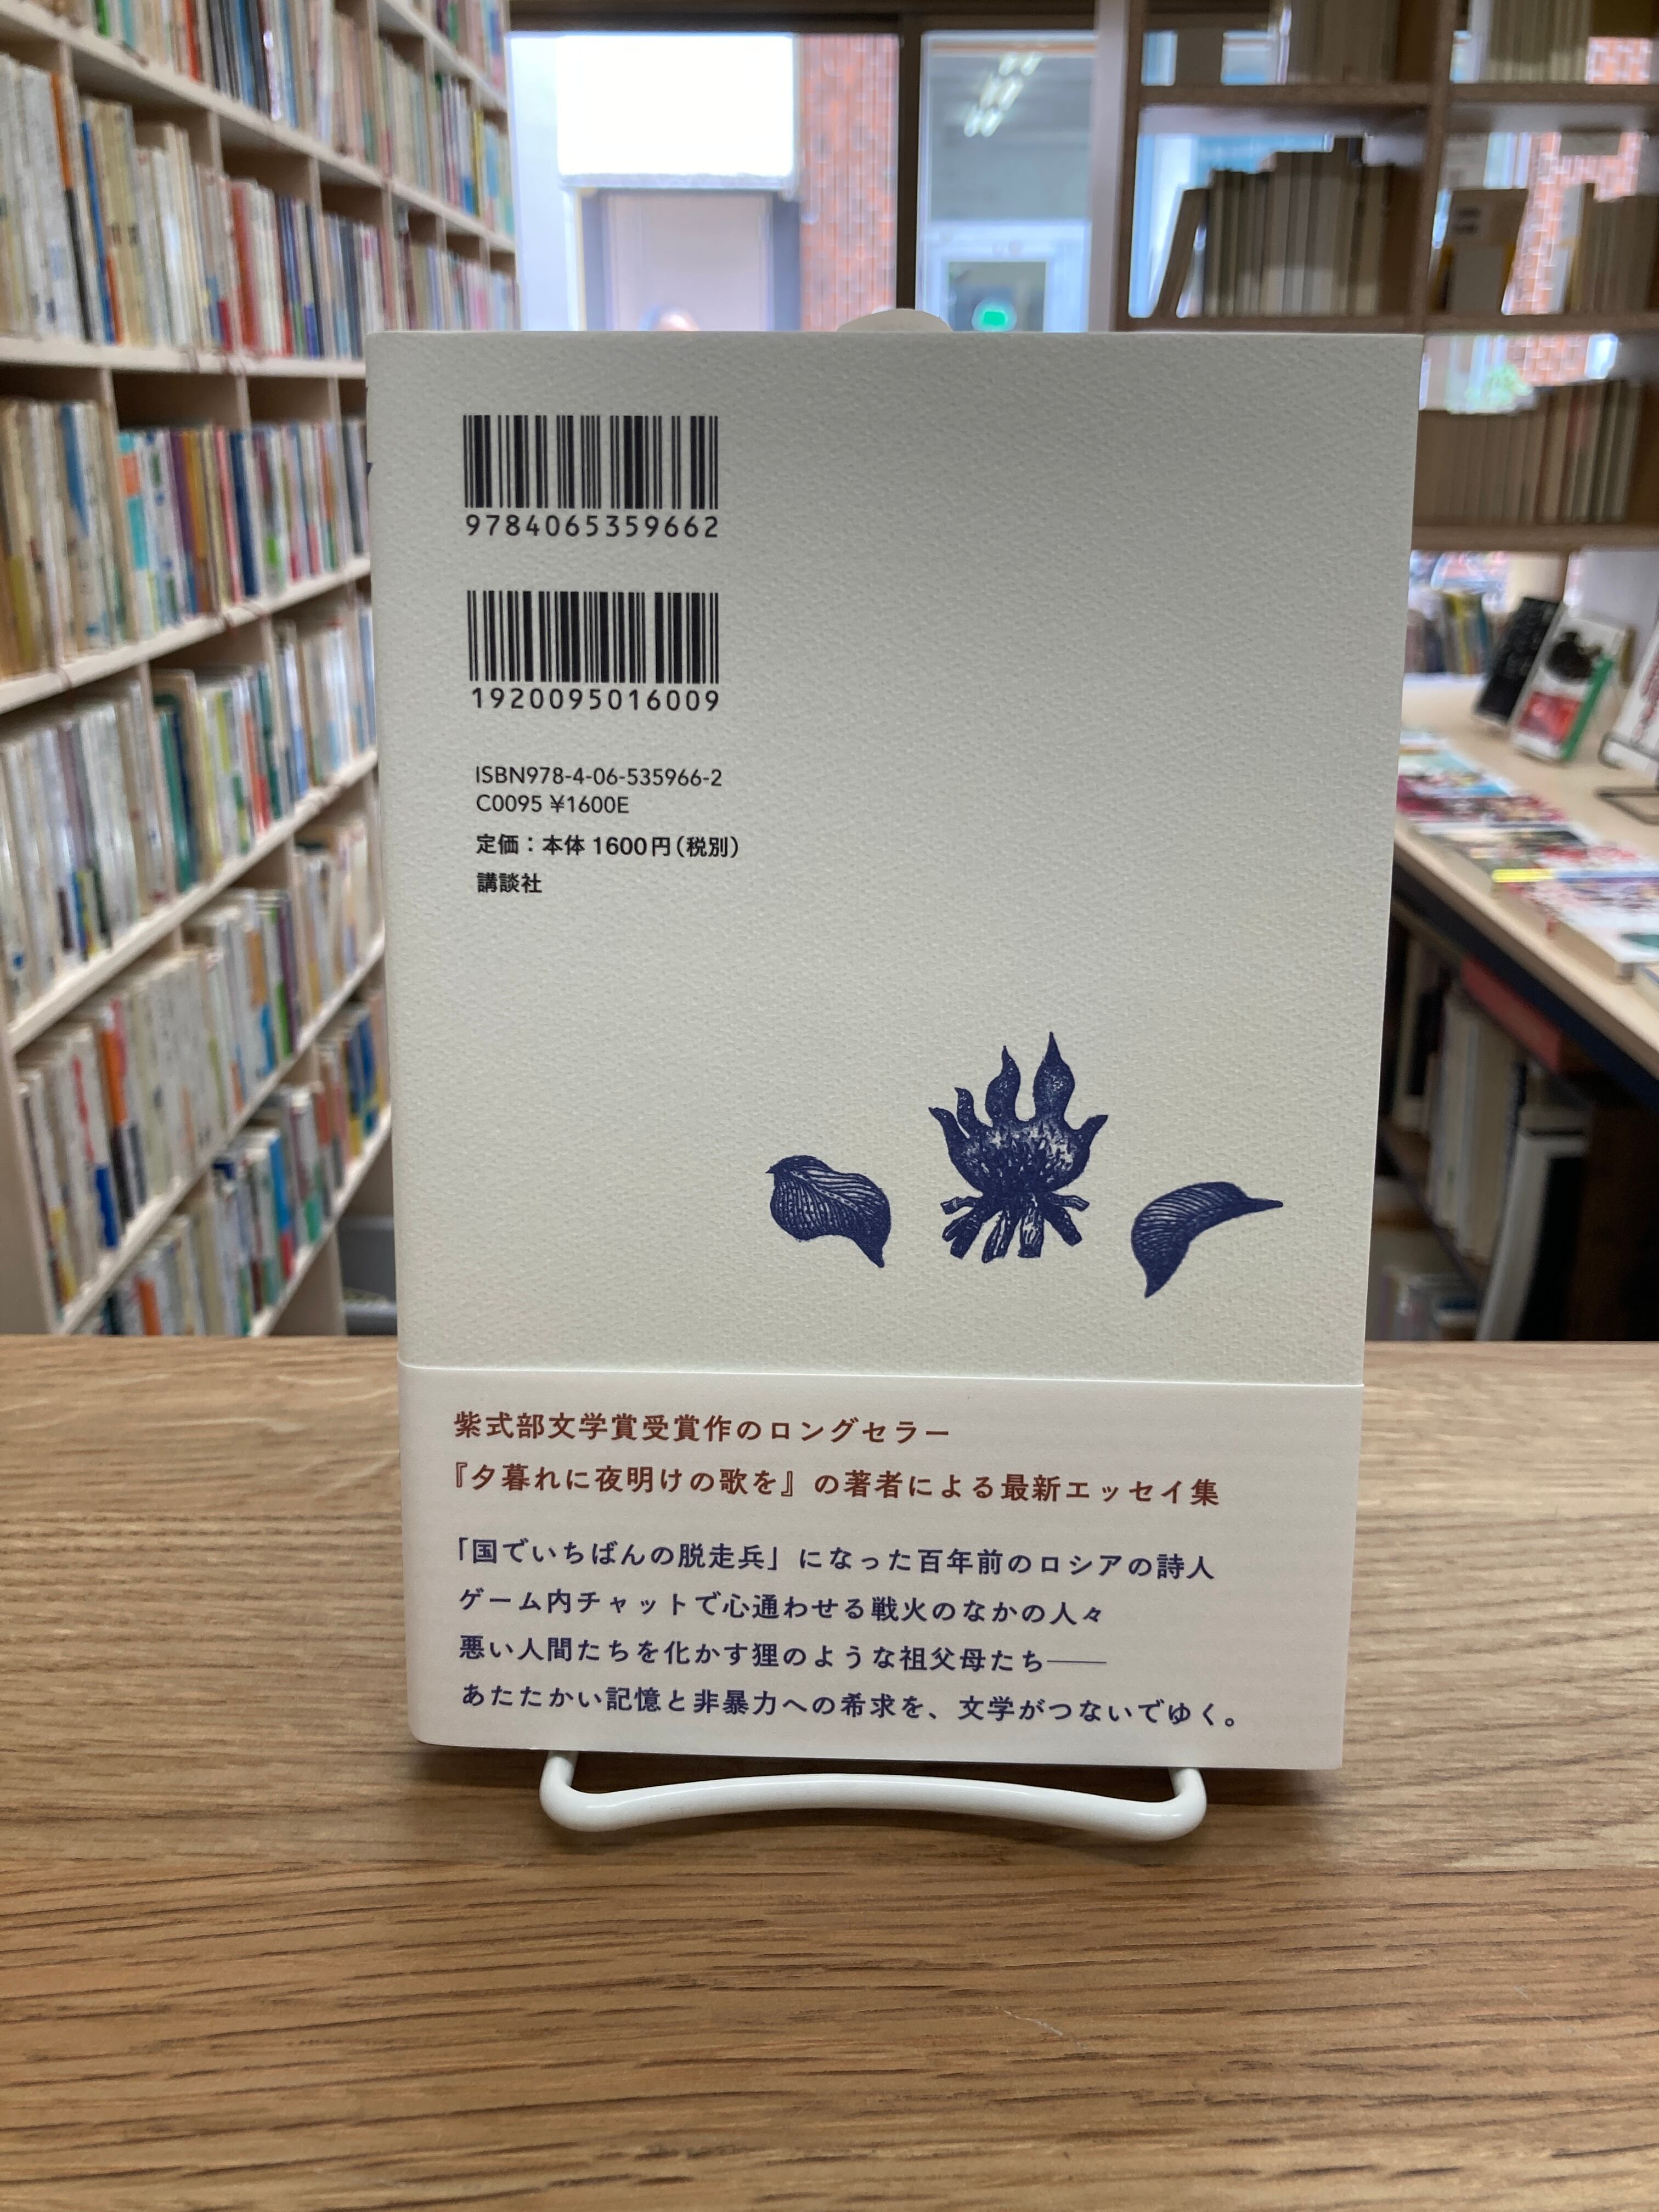 9784065359662
1920095016009
ISBN978-4-06-535966-2
C0095 ¥1600E
定価：本体1600円（税別）
講談社
紫式部文学賞受賞作のロングセラー
『夕暮れに夜明けの歌を』の著者による最新エッセイ集
「国でいちばんの脱走兵」になった百年前のロシアの詩人
ゲーム内チャットで心通わせる戦火のなかの人々
悪い人間たちを化かす狸のような祖父母たち――
あたたかい記憶と非暴力への希求を、文学がつないでゆく。